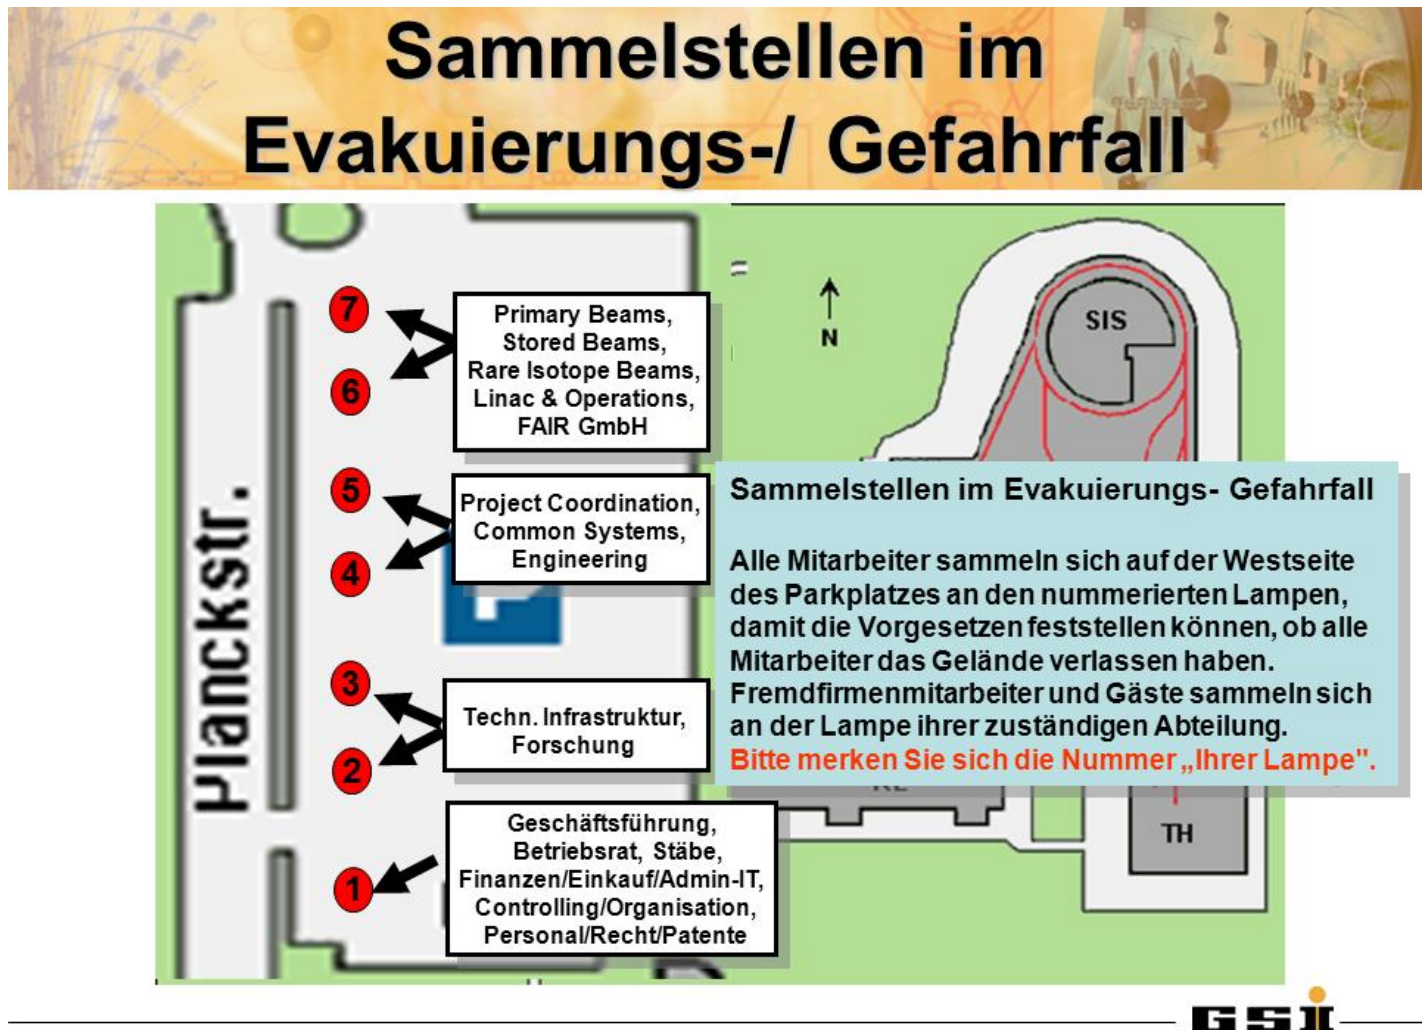 Sammelstellen im
Evakuierungs-/ Gefahrfall
7
6
5
4
3
2
1
Planckstr.
Primary Beams,
Stored Beams,
Rare Isotope Beams,
Linac & Operations,
FAIR GmbH
Project Coordination,
Common Systems,
Engineering
P
Techn. Infrastruktur,
Forschung
Geschäftsführung,
Betriebsrat, Stäbe,
Finanzen/Einkauf/Admin-IT,
Controlling/Organisation,
Personal/Recht/Patente
N
SIS
Sammelstellen im Evakuierungs- Gefahrfall
Alle Mitarbeiter sammeln sich auf der Westseite
des Parkplatzes an den nummerierten Lampen,
damit die Vorgesetzen feststellen können, ob alle
Mitarbeiter das Gelände verlassen haben.
Fremdfirmenmitarbeiter und Gäste sammeln sich
an der Lampe ihrer zuständigen Abteilung.
Bitte merken Sie sich die Nummer „Ihrer Lampe".
TH
GSI